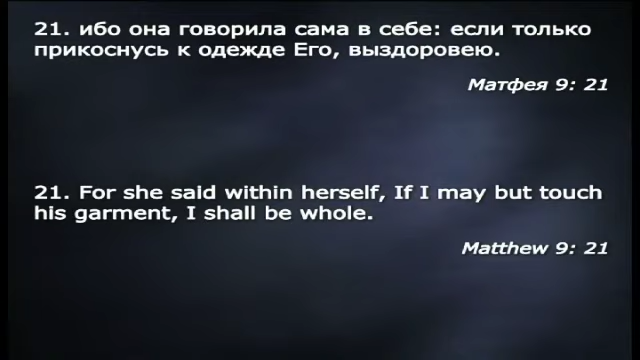 21. ибо она говорила сама в себе: если только
прикоснусь к одежде Его, выздоровею.
Матфея 9: 21
21. For she said within herself, If I may but touch
his garment, I shall be whole.
Matthew 9: 21